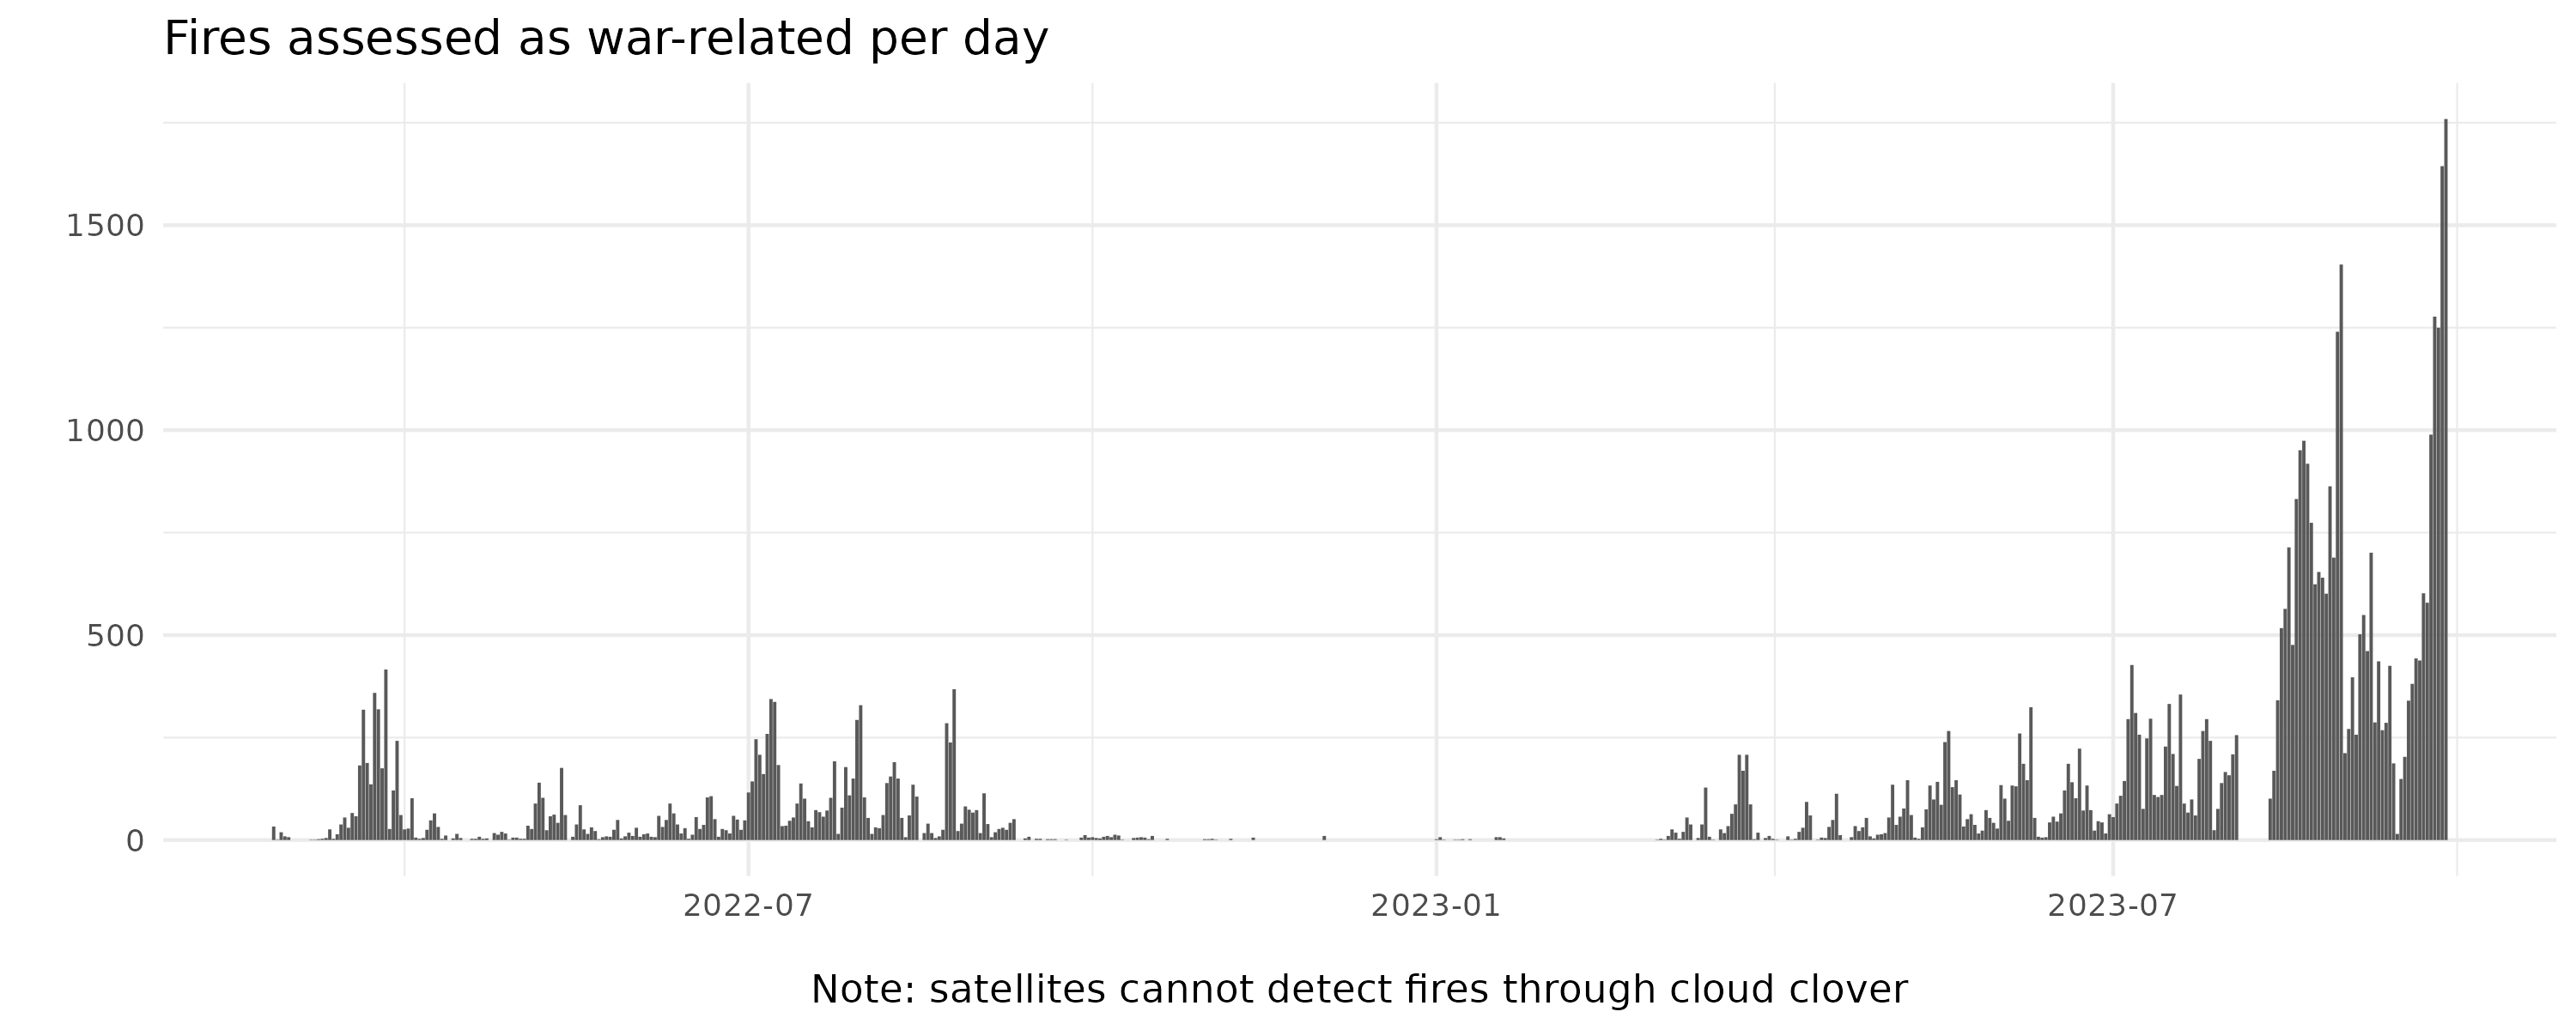 Fires assessed as war-related per day
1500
1000
500
0
2022-07 2023-01 2023-07
Note: satellites cannot detect fires through cloud clover